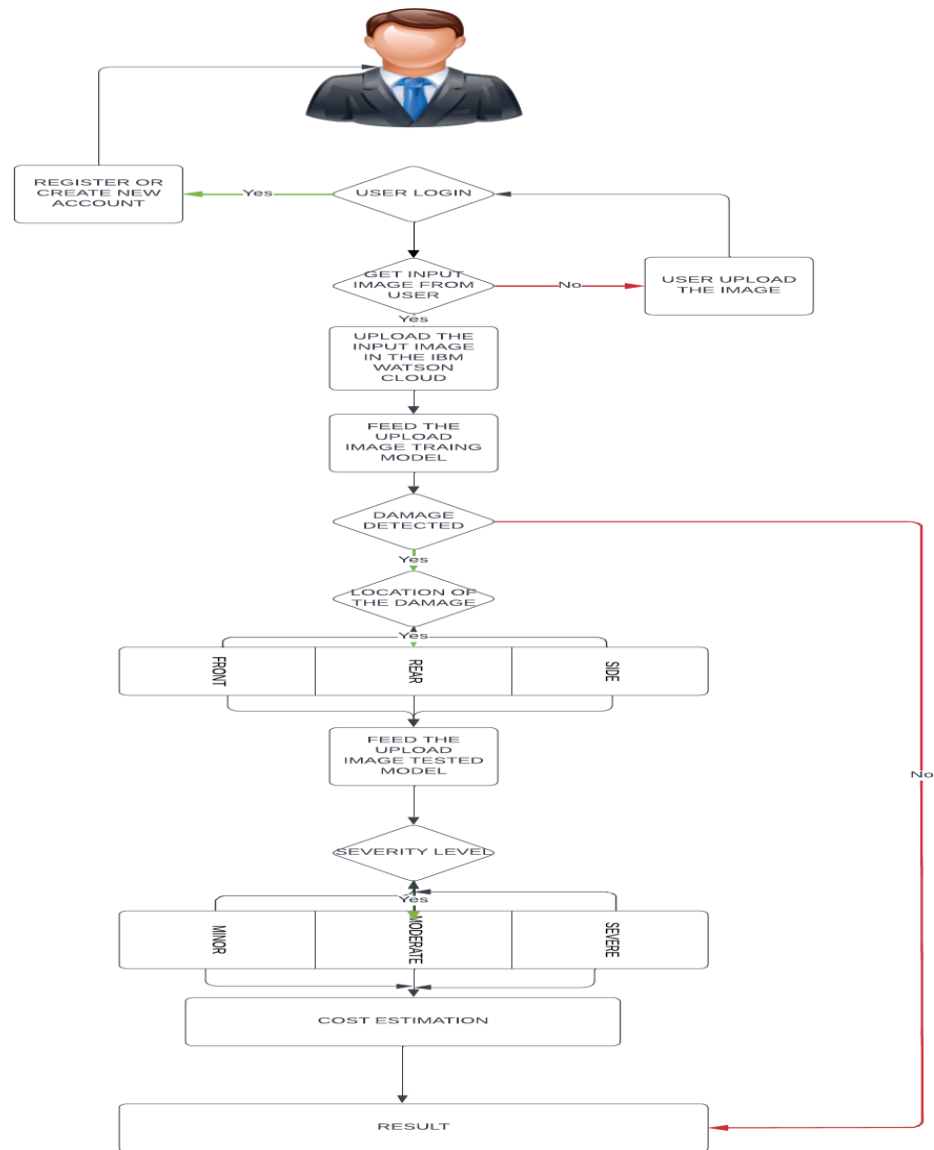 REGISTER OR
CREATE NEW
ACCOUNT
Yes
USER LOGIN
GET INPUT
IMAGE FROM
USER
No
USER UPLOAD
THE IMAGE
Yes
UPLOAD THE
INPUT IMAGE
IN THE IBM
WATSON
CLOUD
FEED THE
UPLOAD
IMAGE TRAING
MODEL
DAMAGE
DETECTED
Yes
LOCATION OF
THE DAMAGE
Yes
FRONT
REAR
SIDE
FEED THE
UPLOAD
IMAGE TESTED
MODEL
No
SEVERITY LEVEL
Yes
MINOR
MODERATE
SEVERE
COST ESTIMATION
RESULT